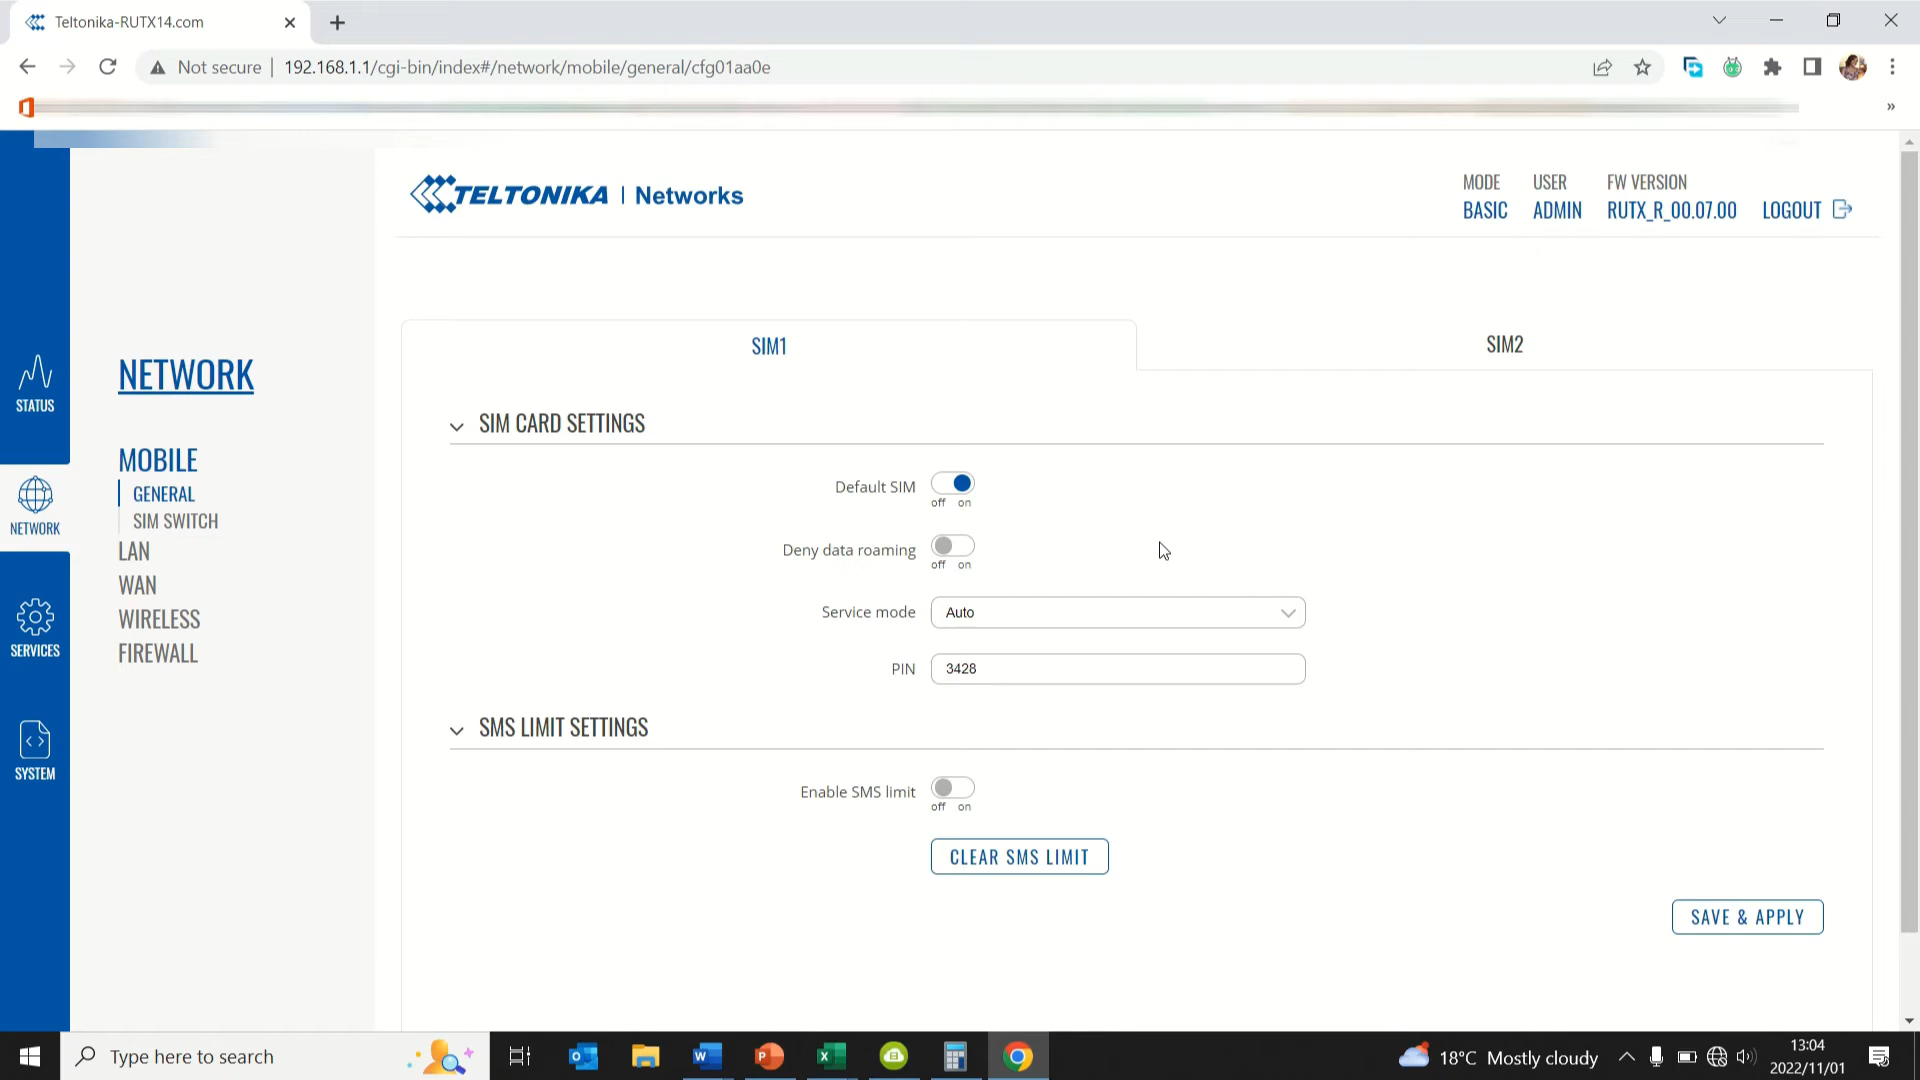 Teltonika-RUTX14.com
Not secure 192.168.1.1/cgi-bin/index#/network/mobile/general/cfg01aa0e
TELTONIKA | Networks
MODE USER FW VERSION
BASIC ADMIN RUTX_R_00.07.00 LOGOUT
STATUS
NETWORK
SERVICES
SYSTEM
NETWORK
MOBILE
GENERAL
SIM SWITCH
LAN
WAN
WIRELESS
FIREWALL
SIM1 SIM2
SIM CARD SETTINGS
Default SIM
off on
Deny data roaming
off on
Service mode Auto
PIN 3428
SMS LIMIT SETTINGS
Enable SMS limit
off on
CLEAR SMS LIMIT
SAVE & APPLY
Type here to search
18°C Mostly cloudy
13:04
2022/11/01